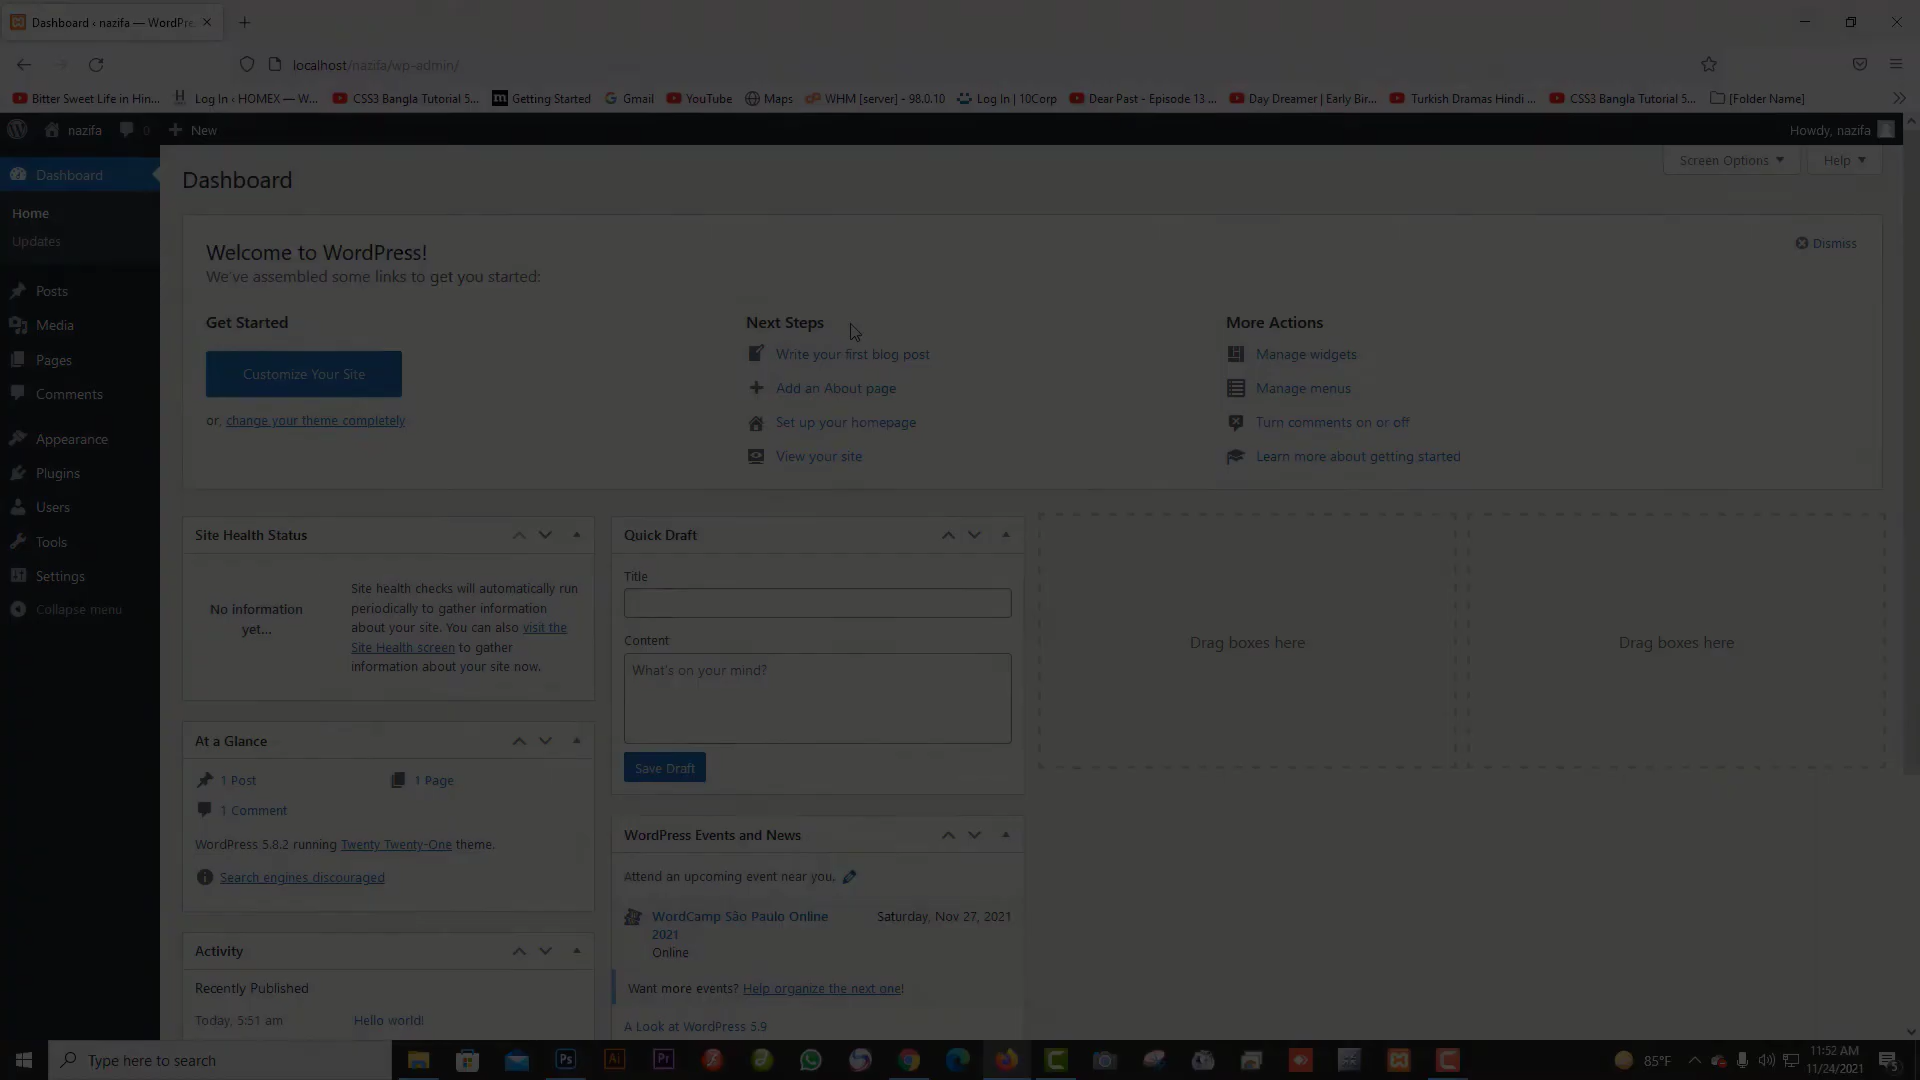 Dashboard ‹ nazifa — WordPre
localhost/nazifa/wp-admin/
Bitter Sweet Life in Hin...
Log In ‹ HOMEX — W...
CSS3 Bangla Tutorial 5...
Getting Started
Gmail
YouTube
Maps
WHM [server] - 98.0.10
Log In | 10Corp
Dear Past - Episode 13 ...
Day Dreamer | Early Bir...
Turkish Dramas Hindi ...
CSS3 Bangla Tutorial 5...
[Folder Name]
nazifa
0
New
Howdy, nazifa
Dashboard
Home
Updates
Posts
Media
Pages
Comments
Appearance
Plugins
Users
Tools
Settings
Collapse menu
Screen Options
Help
Dashboard
Welcome to WordPress!
We've assembled some links to get you started:
Dismiss
Get Started
Customize Your Site
or, change your theme completely
Next Steps
Write your first blog post
Add an About page
Set up your homepage
View your site
More Actions
Manage widgets
Manage menus
Turn comments on or off
Learn more about getting started
Site Health Status
No information
yet...
Site health checks will automatically run
periodically to gather information
about your site. You can also visit the
Site Health screen to gather
information about your site now.
At a Glance
1 Post
1 Page
1 Comment
WordPress 5.8.2 running Twenty Twenty-One theme.
Search engines discouraged
Activity
Recently Published
Today, 5:51 am
Hello world!
Quick Draft
Title
Content
What's on your mind?
Save Draft
WordPress Events and News
Attend an upcoming event near you.
WordCamp São Paulo Online
2021
Saturday, Nov 27, 2021
Online
Want more events? Help organize the next one!
A Look at WordPress 5.9
Drag boxes here
Drag boxes here
Type here to search
Ps
Ai
Pr
85°F
11:52 AM
11/24/2021
5